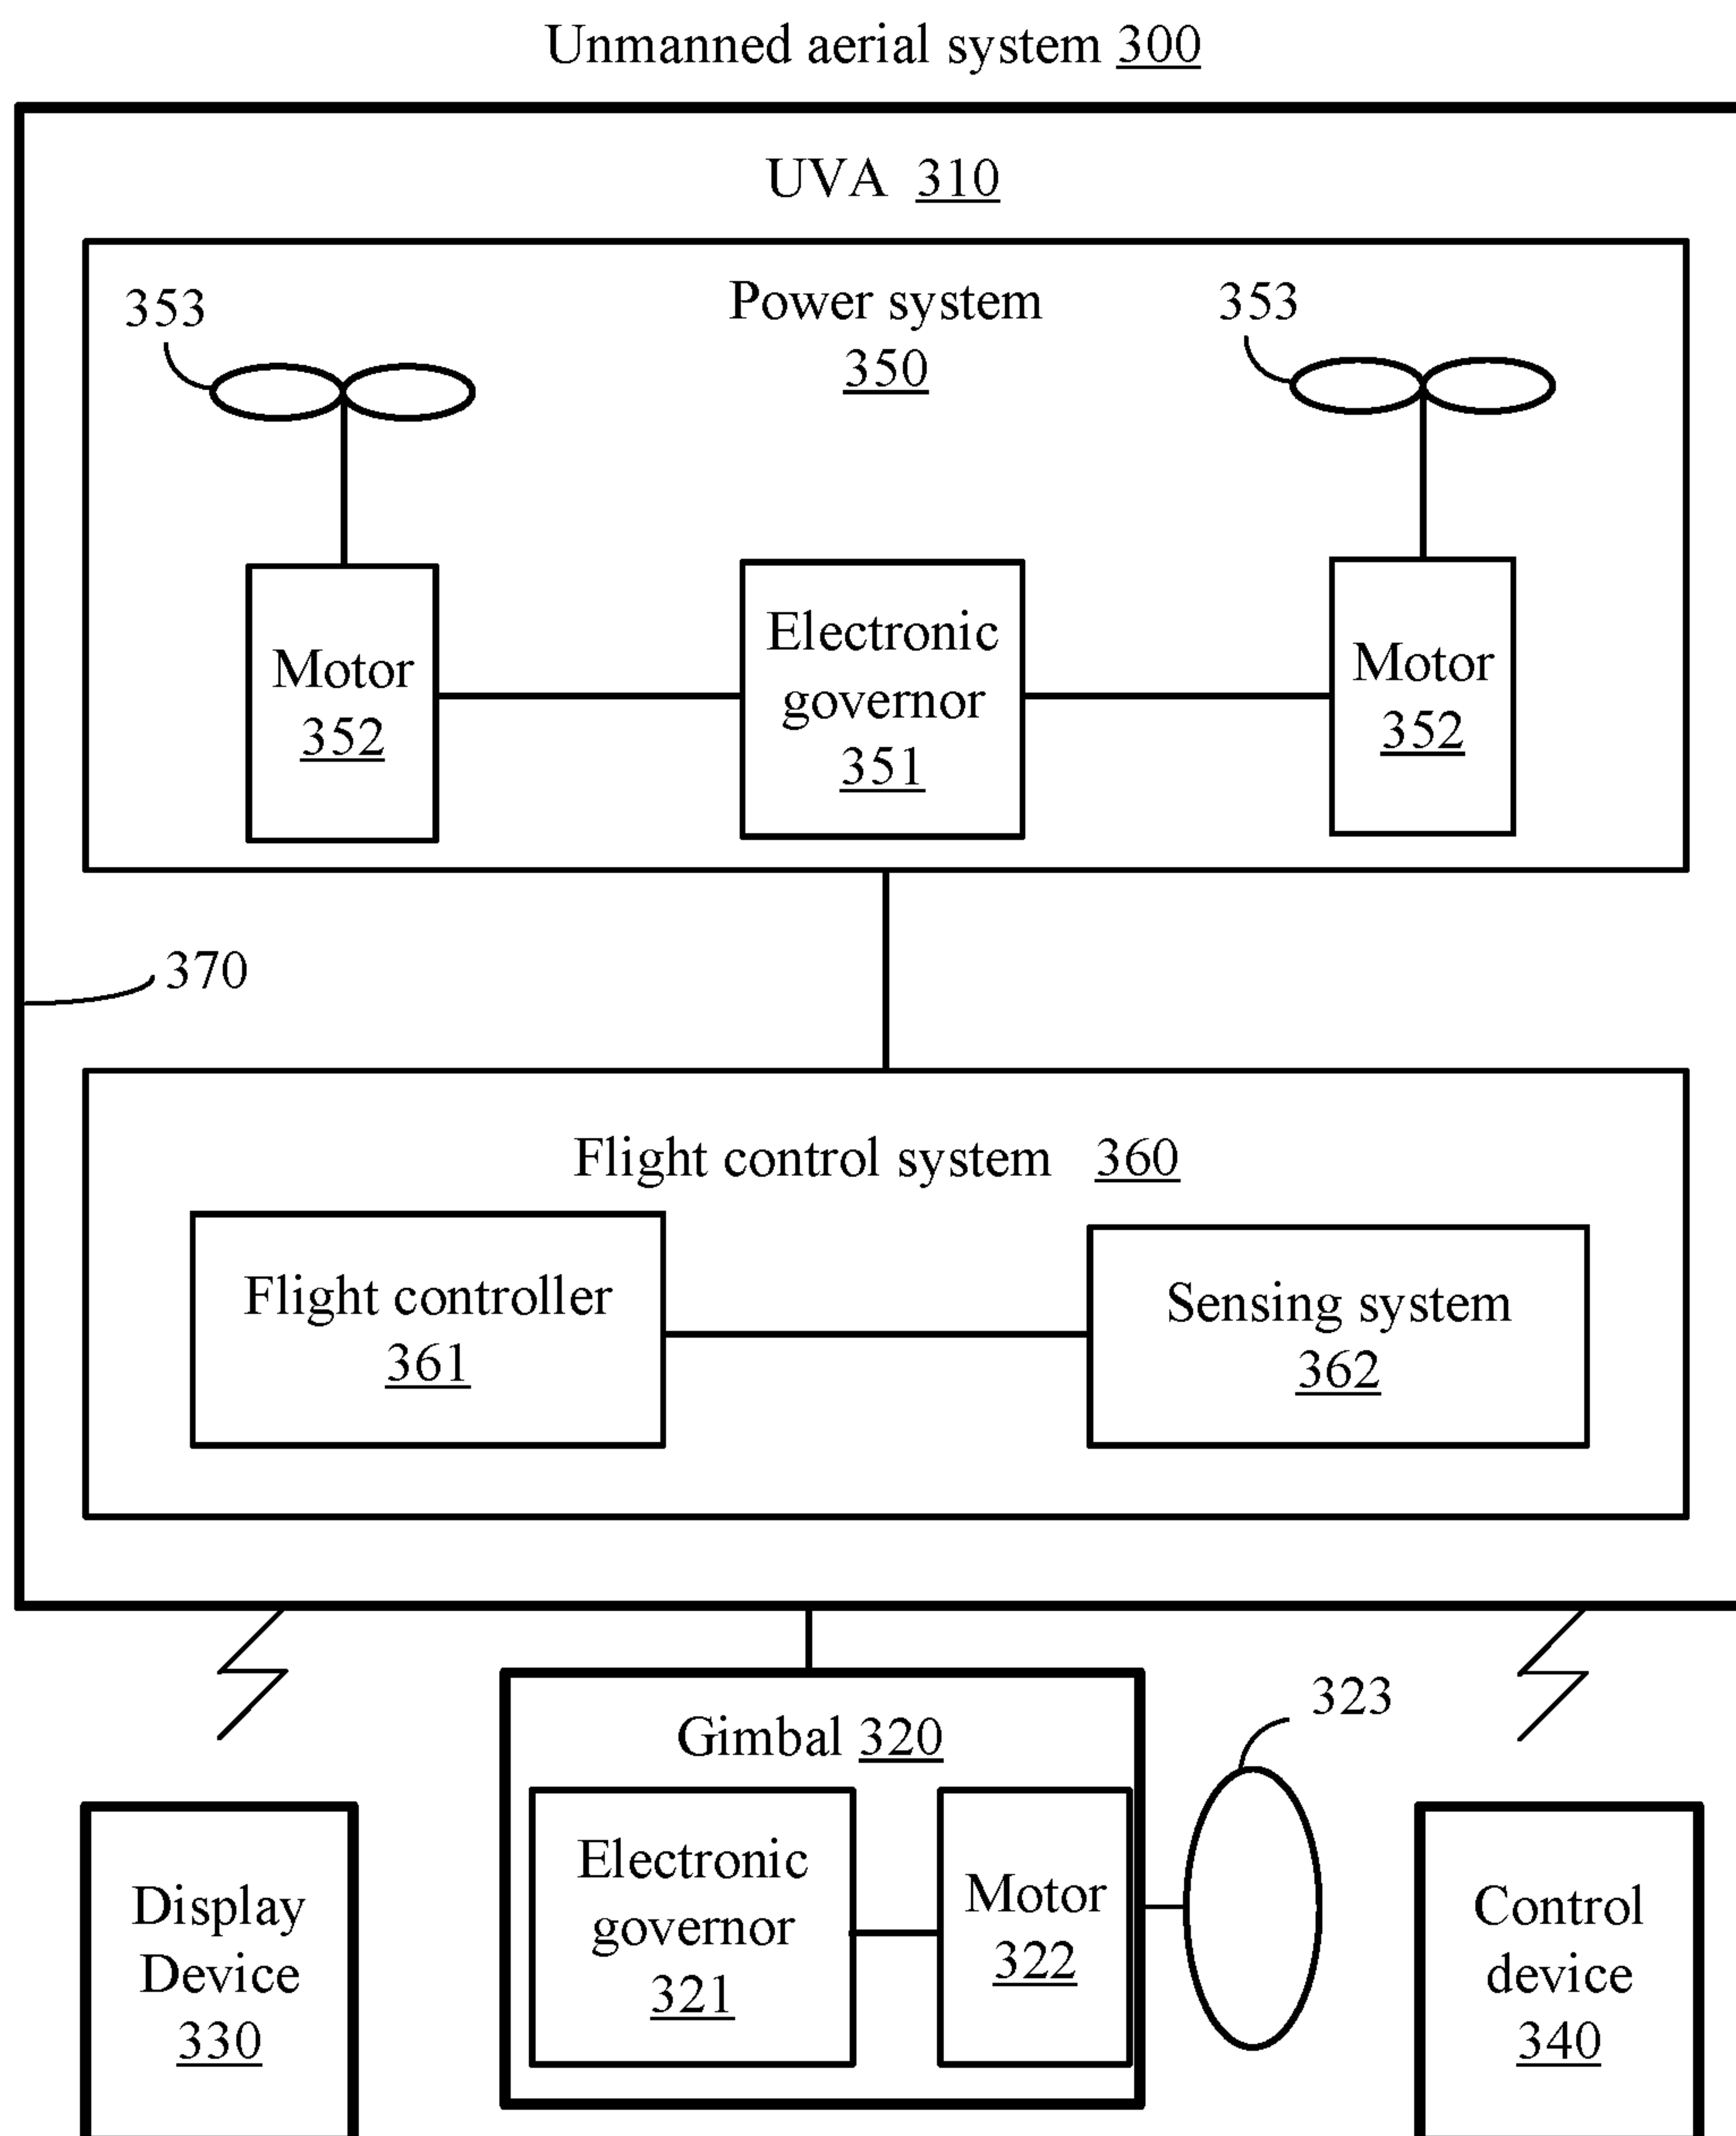 Unmanned aerial system 300
UVA 310
Power system
350
353
353
Motor
352
Electronic
governor
351
Motor
352
370
Flight control system 360
Flight controller
361
Sensing system
362
Gimbal 320
323
Electronic
governor
321
Motor
322
Display
Device
330
Control
device
340